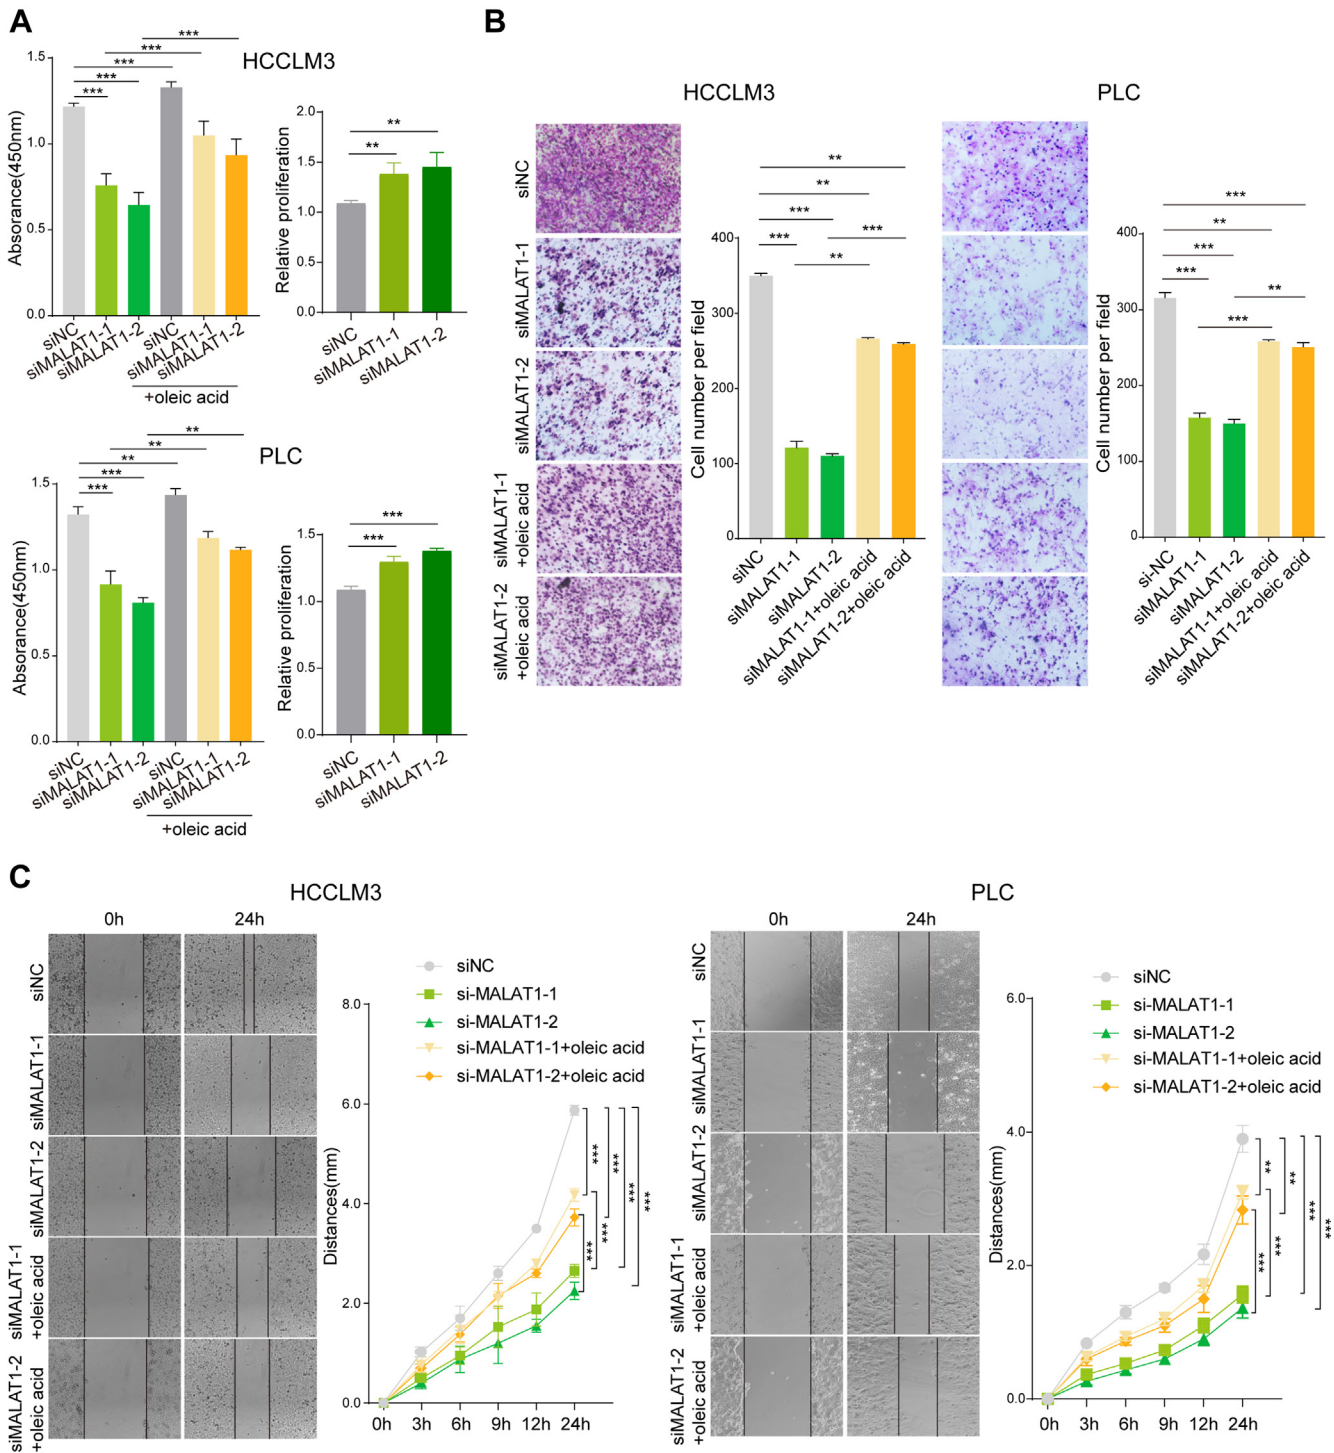 A
HCCLM3
***
***
***
***
***
Absorance(450nm)
1.5
1.0
0.5
0.0
siNC
siMALAT1-1
siMALAT1-2
siNC
siMALAT1-1
siMALAT1-2
+oleic acid
Relative proliferation
2.0
1.5
1.0
0.5
0.0
**
**
siNC
siMALAT1-1
siMALAT1-2
PLC
**
**
**
***
***
Absorance(450nm)
1.5
1.0
0.5
0.0
siNC
siMALAT1-1
siMALAT1-2
siNC
siMALAT1-1
siMALAT1-2
+oleic acid
Relative proliferation
1.5
1.0
0.5
0.0
***
***
siNC
siMALAT1-1
siMALAT1-2
B
HCCLM3
siNC
siMALAT1-1
siMALAT1-2
siMALAT1-1
+oleic acid
siMALAT1-2
+oleic acid
Cell number per field
400
300
200
100
0
**
**
***
***
***
**
siNC
siMALAT1-1
siMALAT1-2
siMALAT1-1+oleic acid
siMALAT1-2+oleic acid
PLC
Cell number per field
400
300
200
100
0
***
**
***
***
**
***
si-NC
siMALAT1-1
siMALAT1-2
siMALAT1-1+oleic acid
siMALAT1-2+oleic acid
C
HCCLM3
0h
24h
siNC
siMALAT1-1
siMALAT1-2
siMALAT1-1
+oleic acid
siMALAT1-2
+oleic acid
siNC
si-MALAT1-1
si-MALAT1-2
si-MALAT1-1+oleic acid
si-MALAT1-2+oleic acid
Distances(mm)
8.0
6.0
4.0
2.0
0.0
0h
3h
6h
9h
12h
24h
***
***
***
***
***
***
PLC
0h
24h
siNC
siMALAT1-1
siMALAT1-2
siMALAT1-1
+oleic acid
siMALAT1-2
+oleic acid
siNC
si-MALAT1-1
si-MALAT1-2
si-MALAT1-1+oleic acid
si-MALAT1-2+oleic acid
Distances(mm)
6.0
4.0
2.0
0.0
0h
3h
6h
9h
12h
24h
**
**
***
***
***
***